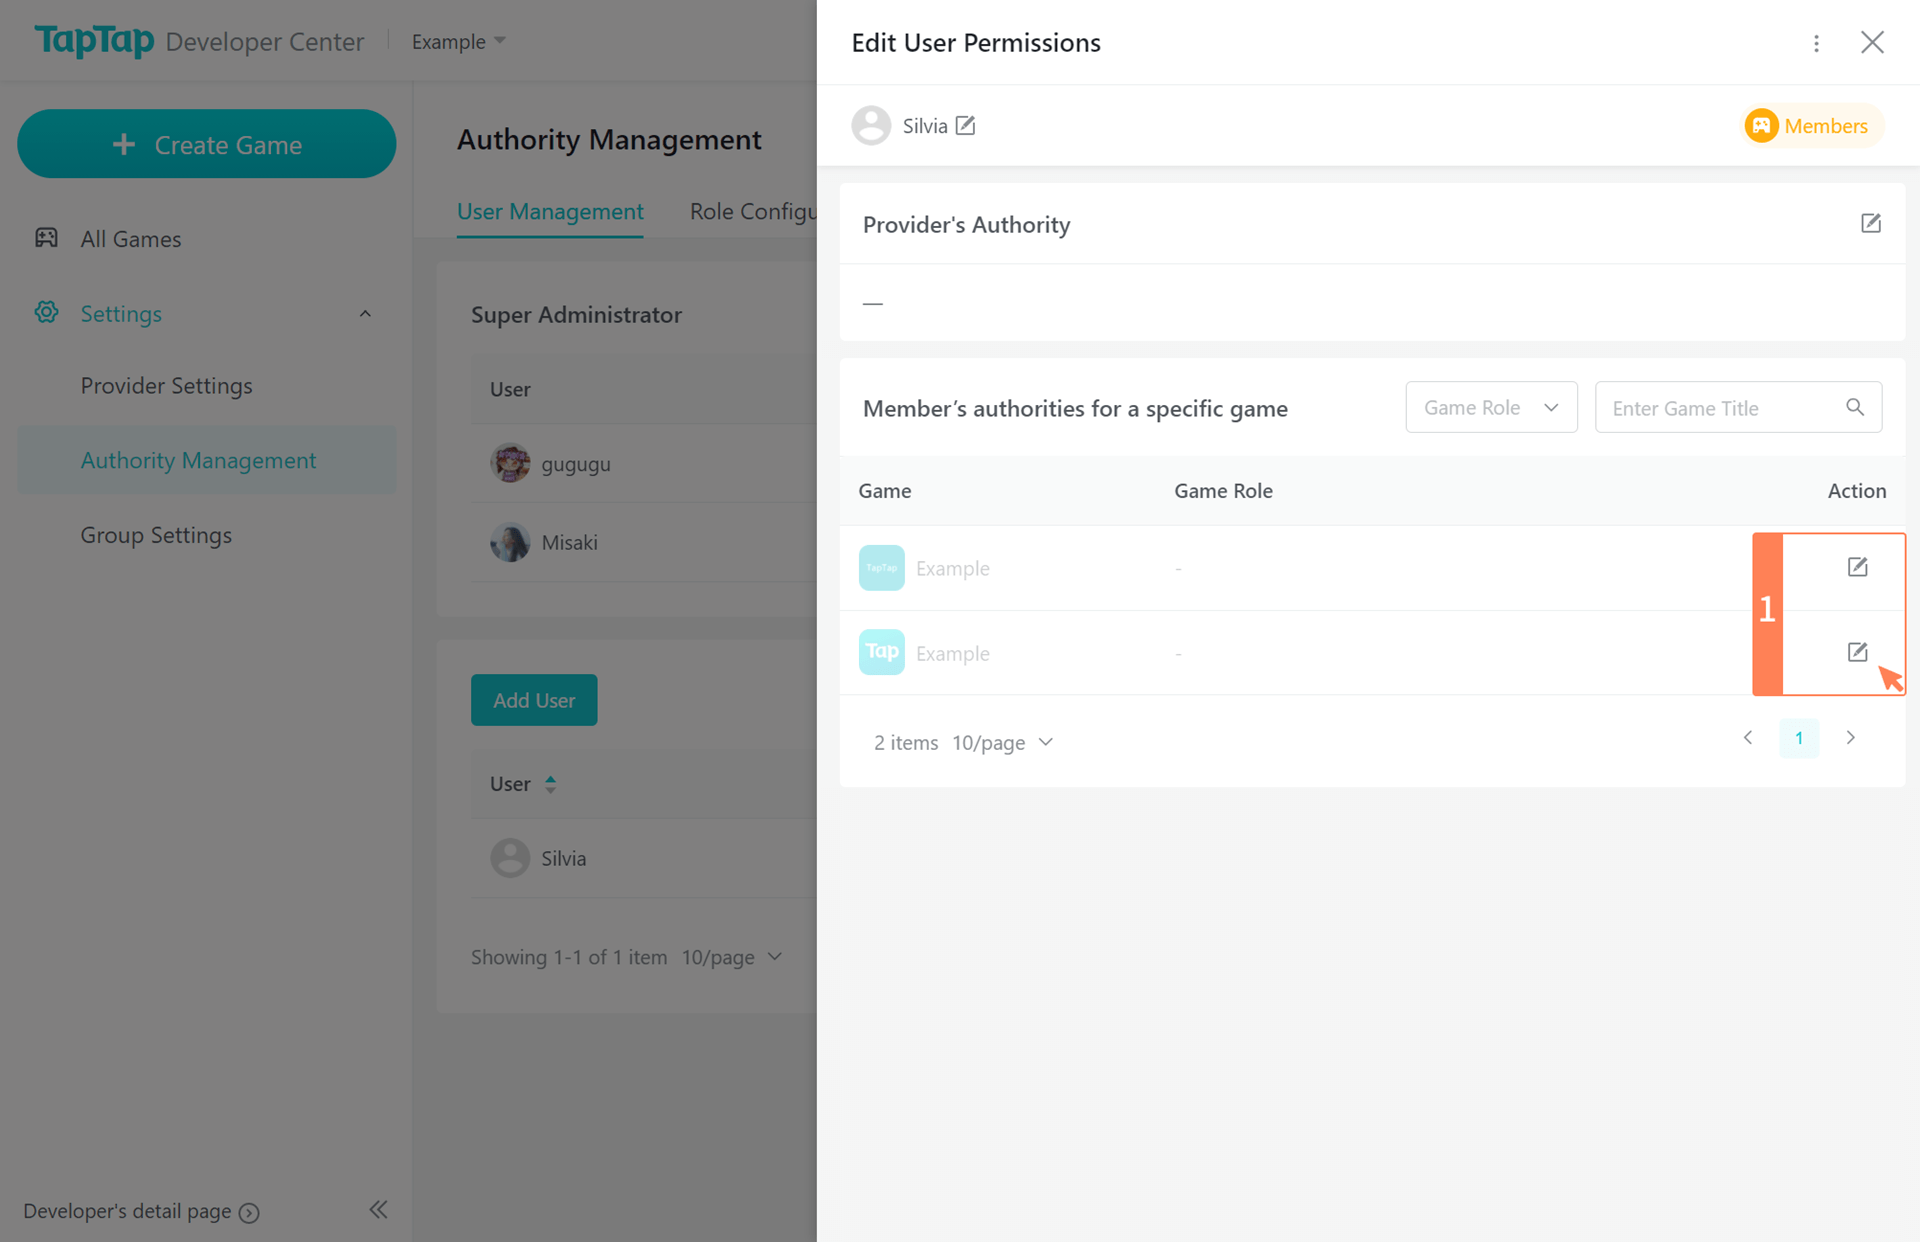 TapTap Developer Center Example
Create Game
All Games
Settings
Provider Settings
Authority Management
Group Settings
Developer's detail page
Authority Management
User Management Role Configu
Super Administrator
User
gugugu
Misaki
Add User
User
Silvia
Showing 1-1 of 1 item 10/page
Edit User Permissions
Silvia
Members
Provider's Authority
—
Member’s authorities for a specific game
Game Role
Enter Game Title
Game Game Role Action
TapTap Example -
Tap Example -
1
2 items 10/page
1